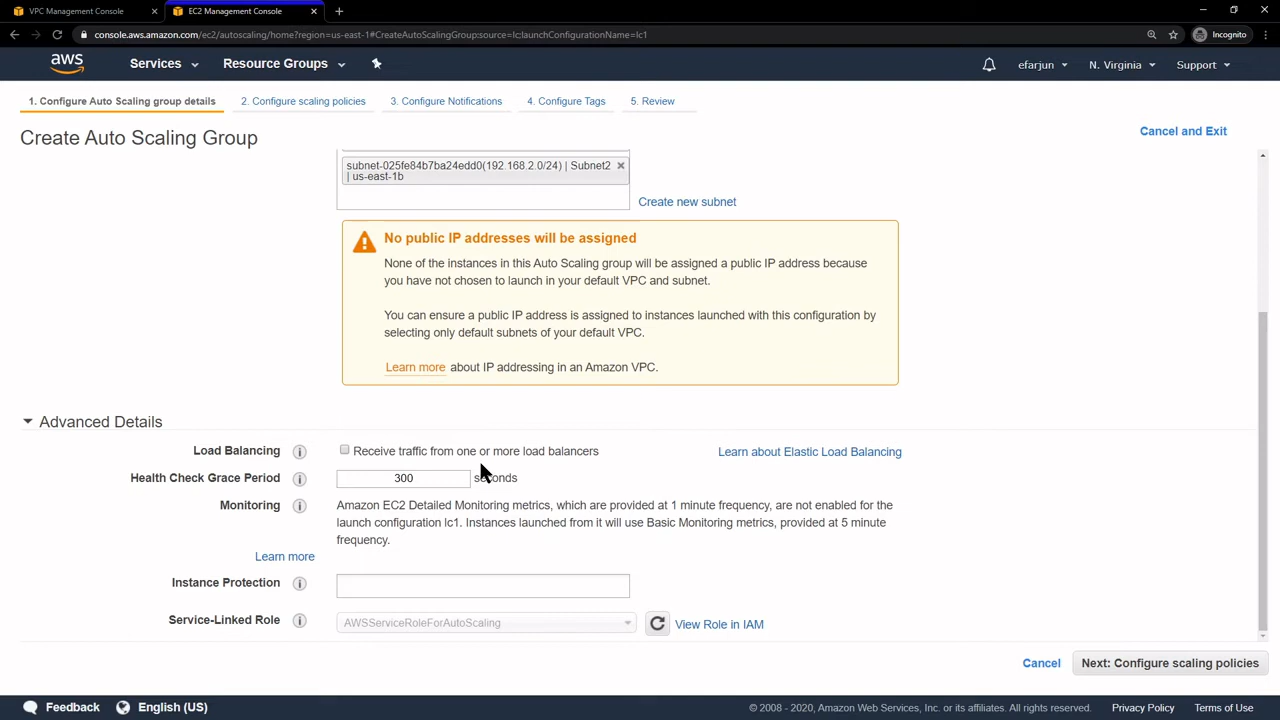 VPC Management Console
EC2 Management Console
console.aws.amazon.com/ec2/autoscaling/home?region=us-east-1#CreateAutoScalingGroup:source=lc;launchConfigurationName=lc1
Incognito
aws
Services
Resource Groups
efarjun
N. Virginia
Support
1. Configure Auto Scaling group details
2. Configure scaling policies
3. Configure Notifications
4. Configure Tags
5. Review
Create Auto Scaling Group
Cancel and Exit
subnet-025fe84b7ba24edd0(192.168.2.0/24) | Subnet2
| us-east-1b
Create new subnet
No public IP addresses will be assigned
None of the instances in this Auto Scaling group will be assigned a public IP address because
you have not chosen to launch in your default VPC and subnet.
You can ensure a public IP address is assigned to instances launched with this configuration by
selecting only default subnets of your default VPC.
Learn more about IP addressing in an Amazon VPC.
Advanced Details
Load Balancing
Receive traffic from one or more load balancers
Learn about Elastic Load Balancing
Health Check Grace Period
300
seconds
Monitoring
Amazon EC2 Detailed Monitoring metrics, which are provided at 1 minute frequency, are not enabled for the
launch configuration lc1. Instances launched from it will use Basic Monitoring metrics, provided at 5 minute
frequency.
Learn more
Instance Protection
Service-Linked Role
AWSServiceRoleForAutoScaling
View Role in IAM
Cancel
Next: Configure scaling policies
Feedback
English (US)
© 2008 - 2020, Amazon Web Services, Inc. or its affiliates. All rights reserved.
Privacy Policy
Terms of Use